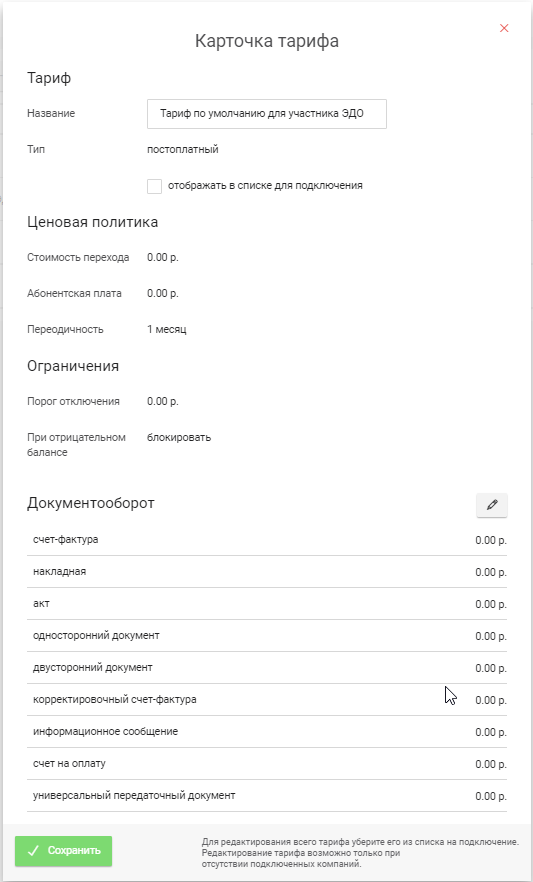 Карточка тарифа
Тариф
Название Тариф по умолчанию для участника ЭДО
Тип постоплатный
отображать в списке для подключения
Ценовая политика
Стоимость перехода 0.00 р.
Абонентская плата 0.00 р.
Переодичность 1 месяц
Ограничения
Порог отключения 0.00 р.
При отрицательном блокировать
балансе
Документооборот
счет-фактура 0.00 р.
накладная 0.00 р.
акт 0.00 р.
односторонний документ 0.00 р.
двусторонний документ 0.00 р.
корректировочный счет-фактура 0.00 р.
информационное сообщение 0.00 р.
счет на оплату 0.00 р.
универсальный передаточный документ 0.00 р.
Сохранить
Для редактирования всего тарифа уберите его из списка на подключение.
Редактирование тарифа возможно только при
отсутствии подключенных компаний.